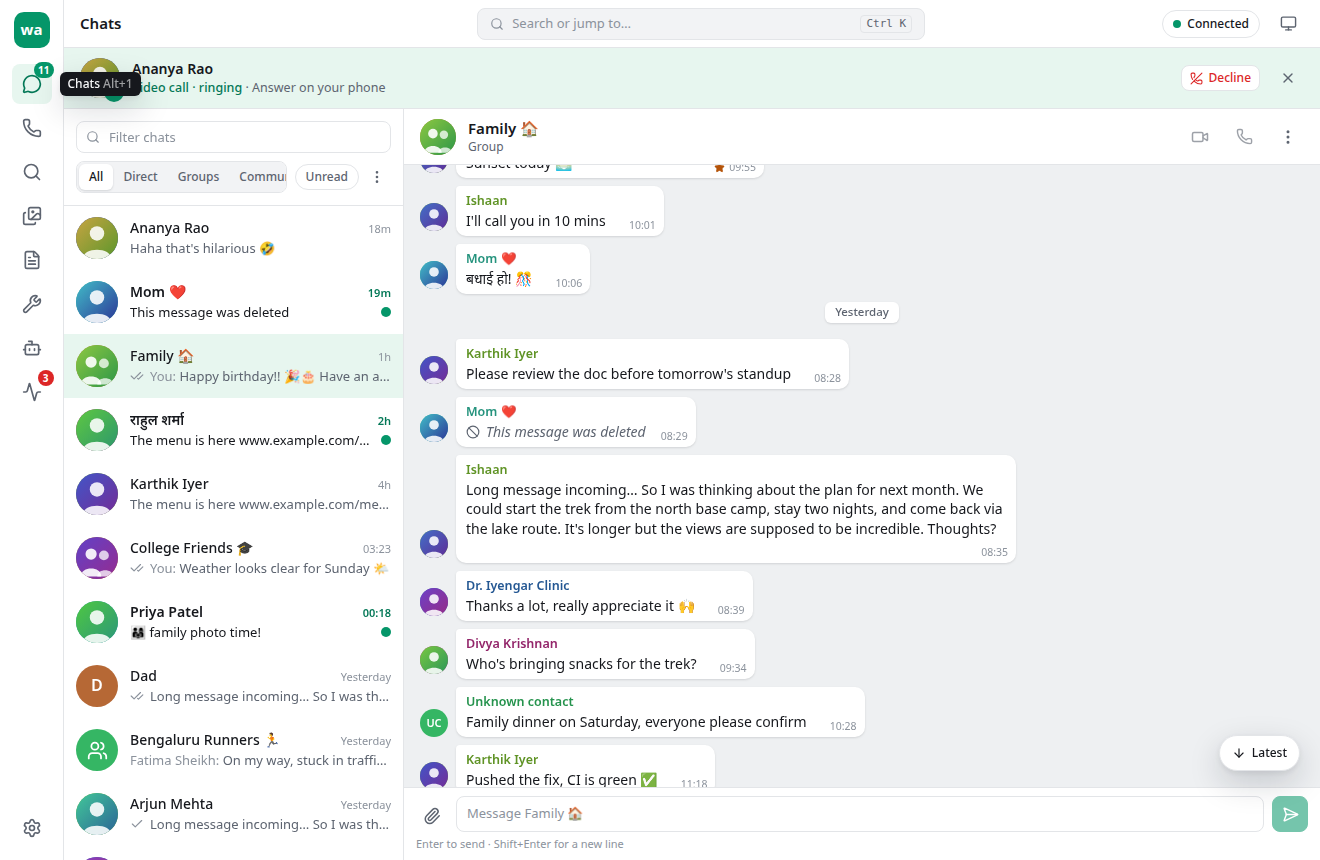 wa
Chats
Search or jump to...
Ctrl K
Connected
11
Chats Alt+1
Ananya Rao
ideo call · ringing · Answer on your phone
Decline
Filter chats
All
Direct
Groups
Commu
Unread
Ananya Rao
18m
Haha that's hilarious 🤣
Mom ❤️
19m
This message was deleted
Family 🏠
1h
You: Happy birthday!! 🎉🎂 Have an a...
राहुल शर्मा
2h
The menu is here www.example.com/...
Karthik Iyer
4h
The menu is here www.example.com/me...
College Friends 🎓
03:23
You: Weather looks clear for Sunday 🌤️
Priya Patel
00:18
👨‍👩‍👧 family photo time!
D
Dad
Yesterday
Long message incoming... So I was th...
Bengaluru Runners 🏃
Yesterday
Fatima Sheikh: On my way, stuck in traffi...
Arjun Mehta
Yesterday
Long message incoming... So I was th...
3
Family 🏠
Group
Sunset today 🌅
09:55
Ishaan
I'll call you in 10 mins
10:01
Mom ❤️
बधाई हो! 🎊
10:06
Yesterday
Karthik Iyer
Please review the doc before tomorrow's standup
08:28
Mom ❤️
This message was deleted
08:29
Ishaan
Long message incoming... So I was thinking about the plan for next month. We
could start the trek from the north base camp, stay two nights, and come back via
the lake route. It's longer but the views are supposed to be incredible. Thoughts?
08:35
Dr. Iyengar Clinic
Thanks a lot, really appreciate it 🙌
08:39
Divya Krishnan
Who's bringing snacks for the trek?
09:34
UC
Unknown contact
Family dinner on Saturday, everyone please confirm
10:28
Karthik Iyer
Pushed the fix, CI is green ✅
11:18
Latest
Message Family 🏠
Enter to send · Shift+Enter for a new line